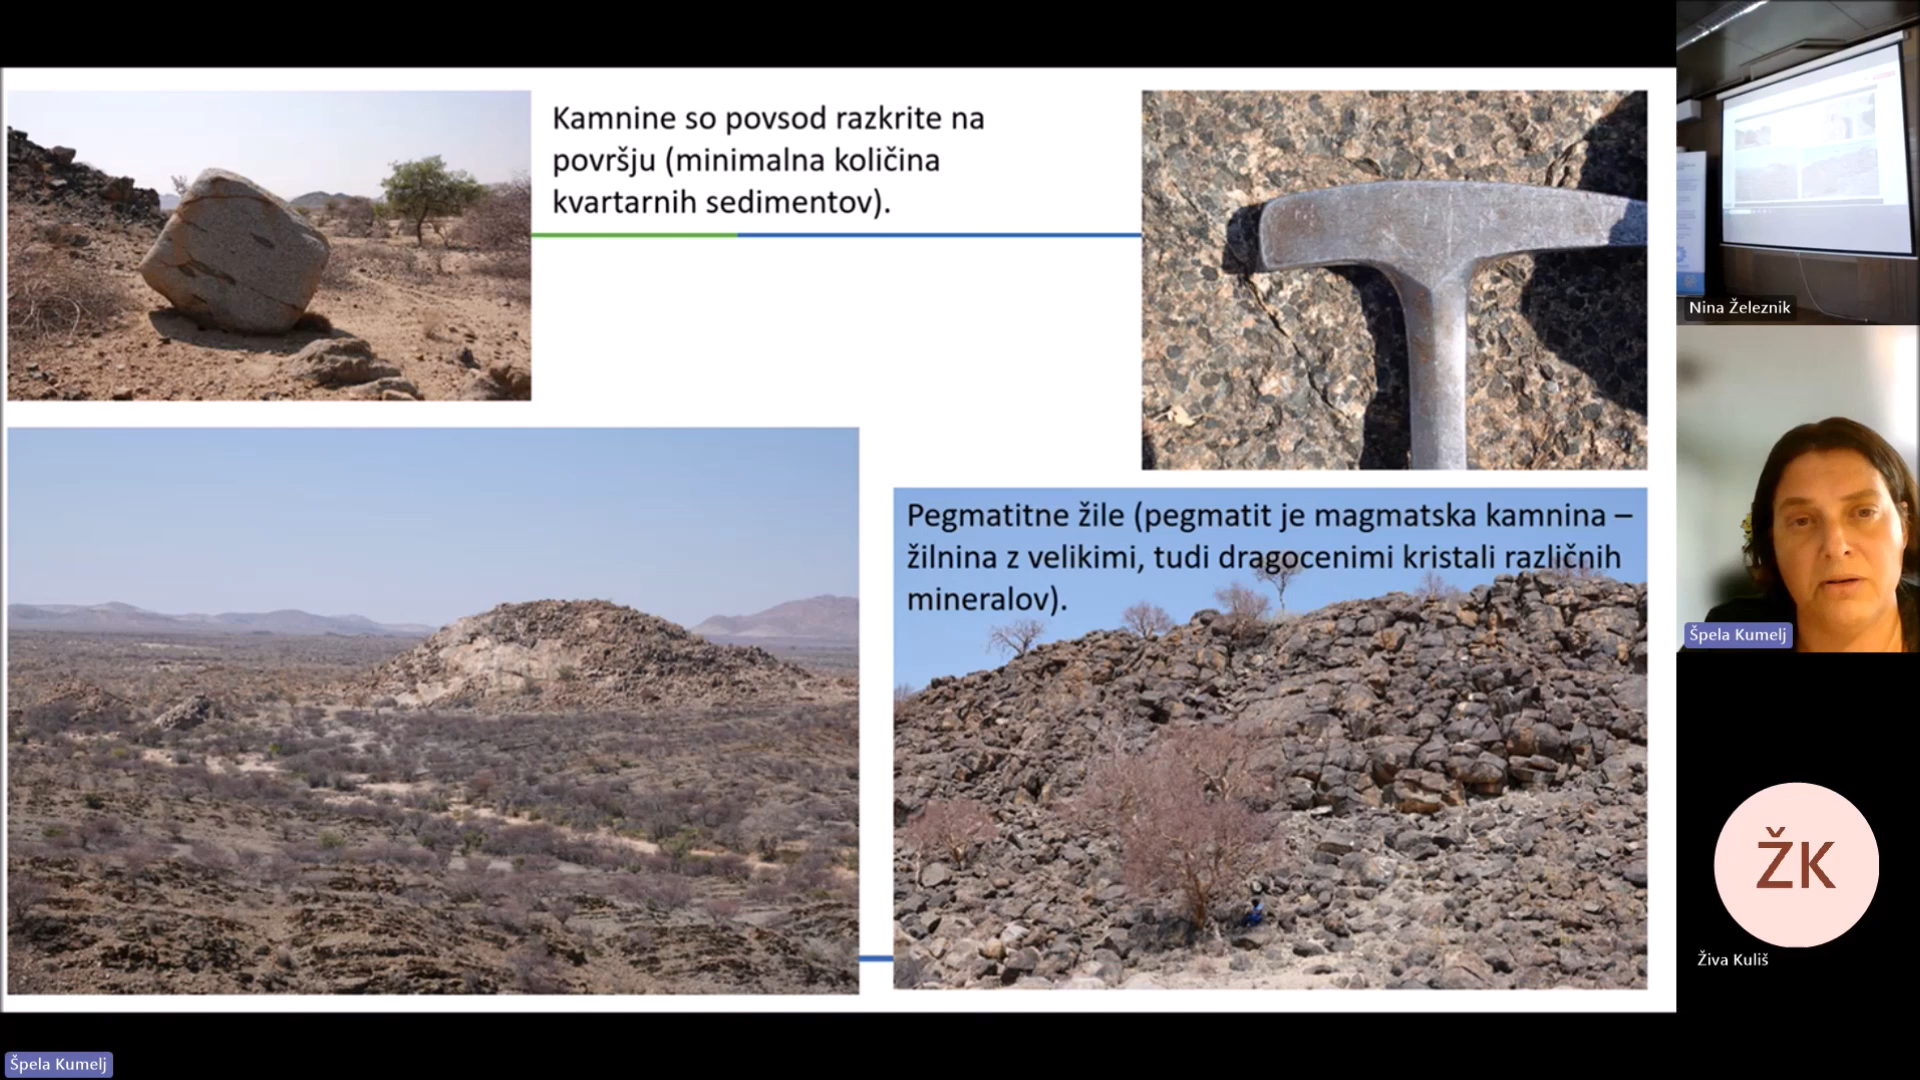 Kamnine so povsod razkrite na
površju (minimalna količina
kvartarnih sedimentov).
Pegmatitne žile (pegmatit je magmatska kamnina –
žilnina z velikimi, tudi dragocenimi kristali različnih
mineralov).
Nina Železnik
Špela Kumelj
ŽK
Živa Kuliš
Špela Kumelj